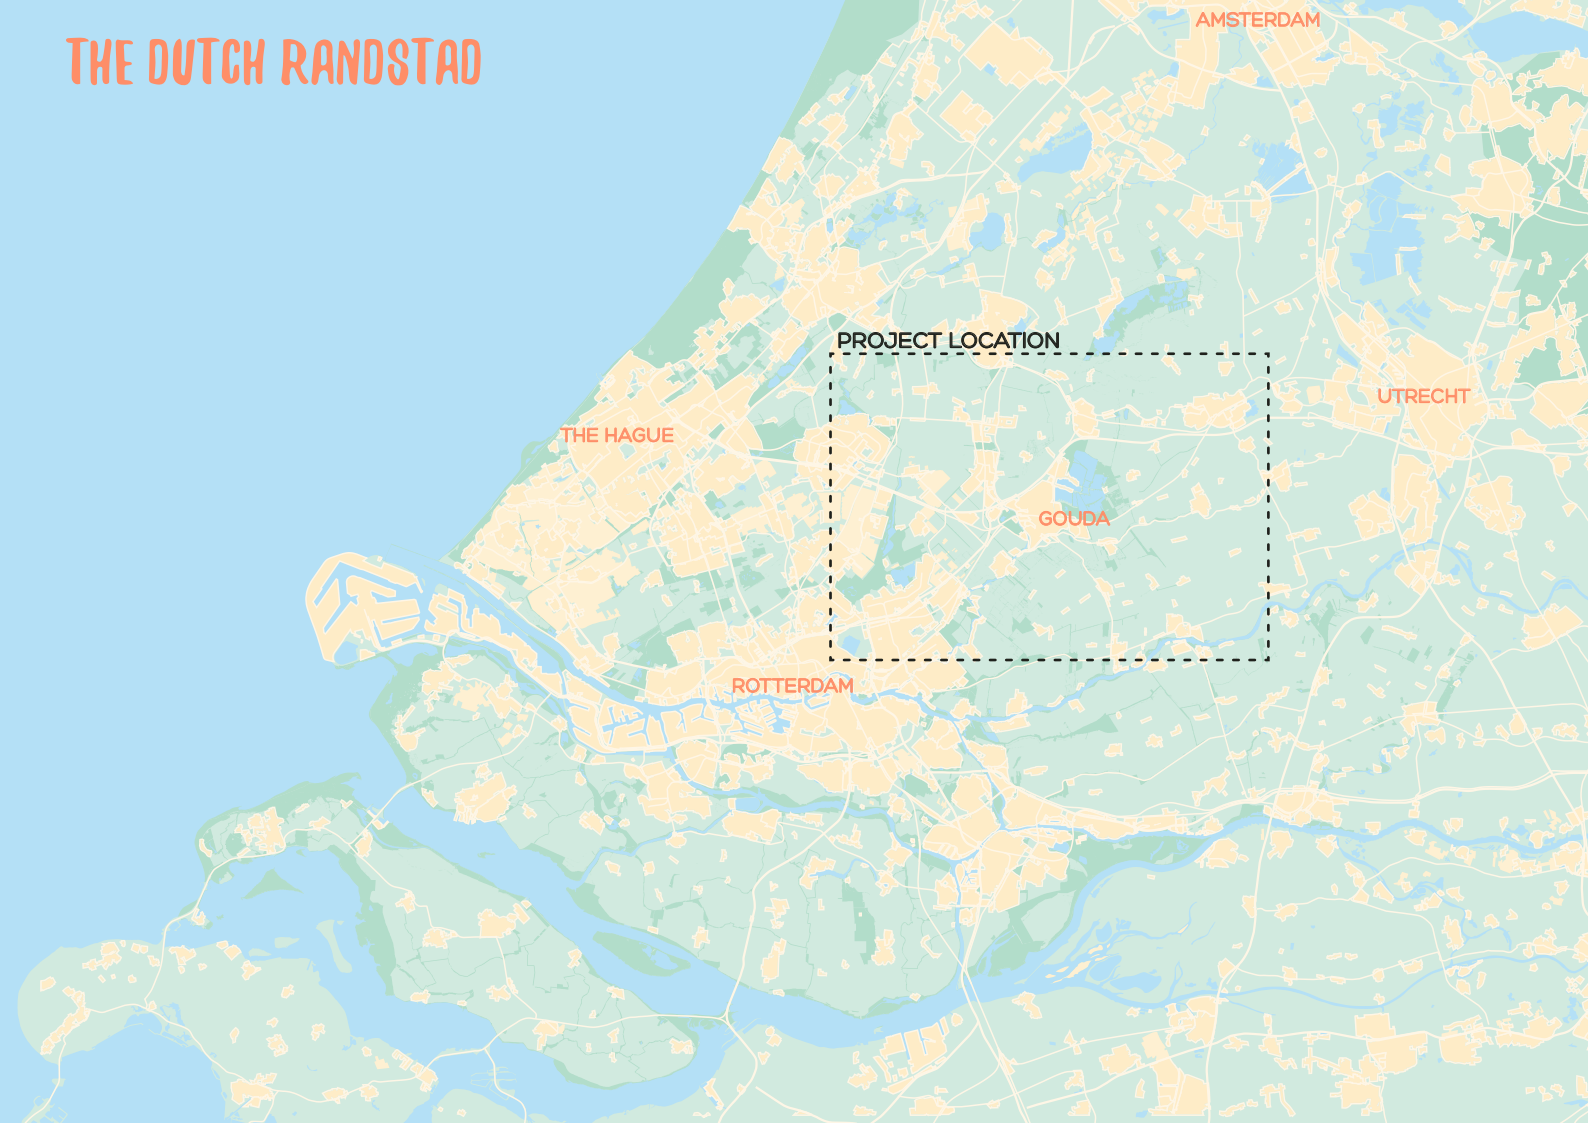 THE DUTCH RANDSTAD
AMSTERDAM
PROJECT LOCATION
UTRECHT
THE HAGUE
GOUDA
ROTTERDAM